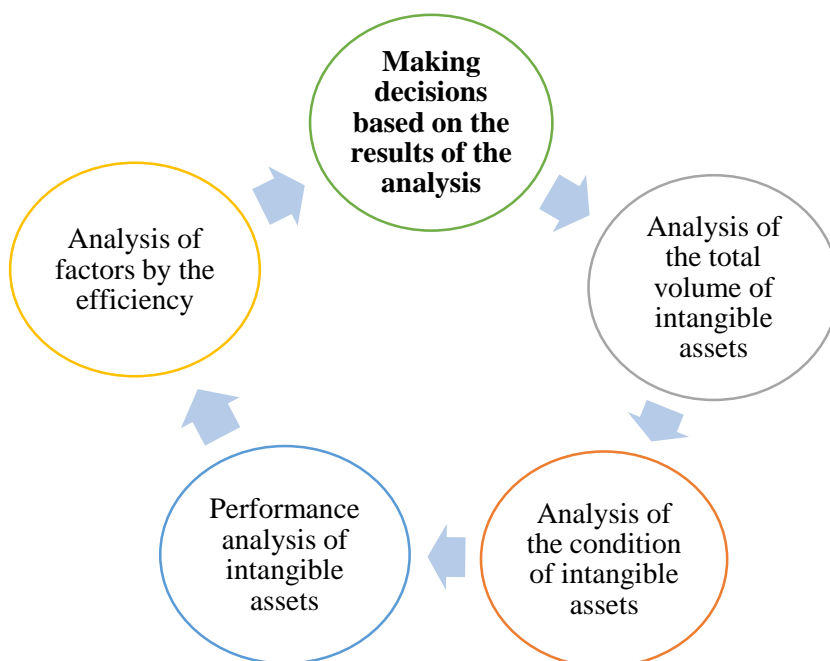 Making
decisions
based on the
results of the
analysis
Analysis of
the total
volume of
intangible
assets
Analysis of
the condition
of intangible
assets
Performance
analysis of
intangible
assets
Analysis of
factors by the
efficiency